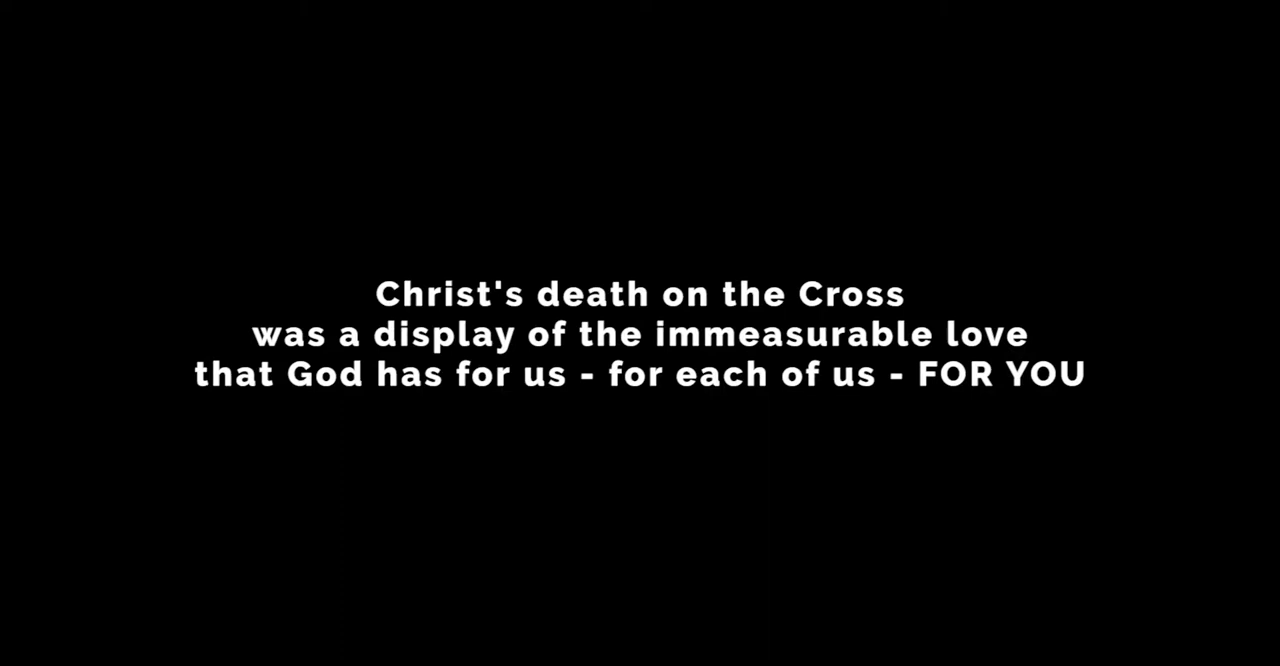 Christ's death on the Cross
was a display of the immeasurable love
that God has for us - for each of us - FOR YOU